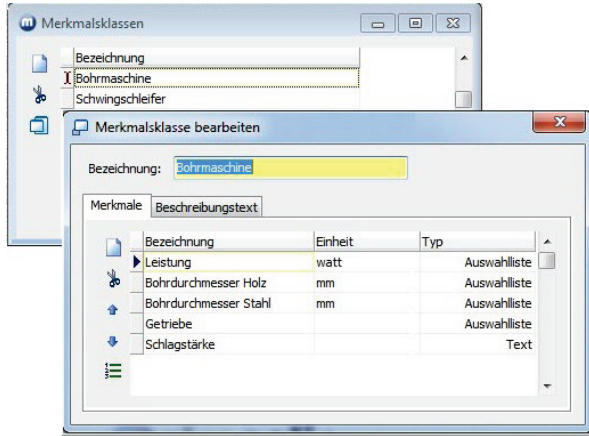 Merkmalsklassen
Bezeichnung
Bohrmaschine
Schwingschleifer
Merkmalsklasse bearbeiten
Bezeichnung: Bohrmaschine
Merkmale Beschreibungstext
Bezeichnung Einheit Typ
Leistung watt Auswahlliste
Bohrdurchmesser Holz mm Auswahlliste
Bohrdurchmesser Stahl mm Auswahlliste
Getriebe Auswahlliste
Schlagstärke Text